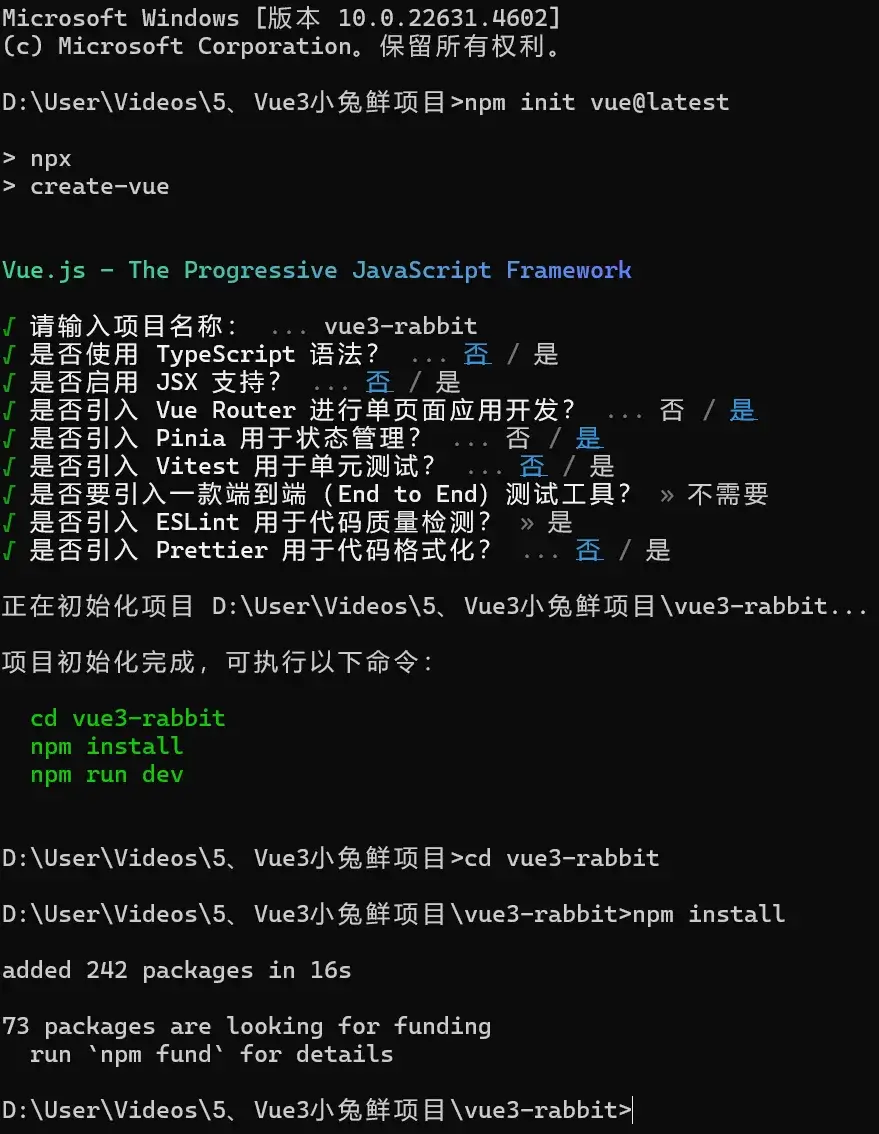 Microsoft Windows [版本 10.0.22631.4602]
(c) Microsoft Corporation。保留所有权利。
D:\User\Videos\5、Vue3小兔鲜项目>npm init vue@latest
> npx
> create-vue
Vue.js - The Progressive JavaScript Framework
√ 请输入项目名称： ... vue3-rabbit
√ 是否使用 TypeScript 语法？ ... 否 / 是
√ 是否启用 JSX 支持？ ... 否 / 是
√ 是否引入 Vue Router 进行单页面应用开发？ ... 否 / 是
√ 是否引入 Pinia 用于状态管理？ ... 否 / 是
√ 是否引入 Vitest 用于单元测试？ ... 否 / 是
√ 是否要引入一款端到端（End to End）测试工具？ » 不需要
√ 是否引入 ESLint 用于代码质量检测？ » 是
√ 是否引入 Prettier 用于代码格式化？ ... 否 / 是
正在初始化项目 D:\User\Videos\5、Vue3小兔鲜项目\vue3-rabbit...
项目初始化完成，可执行以下命令：
cd vue3-rabbit
npm install
npm run dev
D:\User\Videos\5、Vue3小兔鲜项目>cd vue3-rabbit
D:\User\Videos\5、Vue3小兔鲜项目\vue3-rabbit>npm install
added 242 packages in 16s
73 packages are looking for funding
run `npm fund` for details
D:\User\Videos\5、Vue3小兔鲜项目\vue3-rabbit>